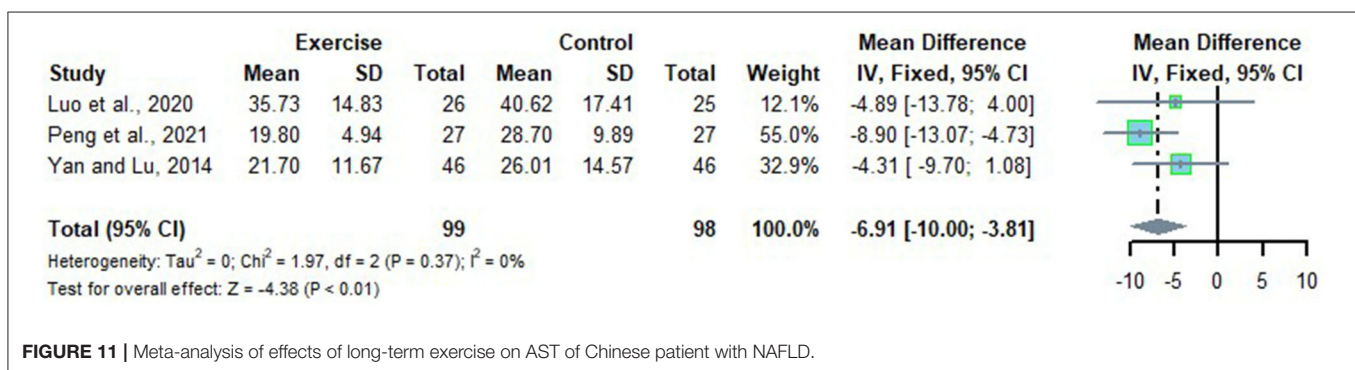 Exercise Control Mean Difference Mean Difference
Study Mean SD Total Mean SD Total Weight IV, Fixed, 95% CI IV, Fixed, 95% CI
Luo et al., 2020 35.73 14.83 26 40.62 17.41 25 12.1% -4.89 [-13.78; 4.00]
Peng et al., 2021 19.80 4.94 27 28.70 9.89 27 55.0% -8.90 [-13.07; -4.73]
Yan and Lu, 2014 21.70 11.67 46 26.01 14.57 46 32.9% -4.31 [ -9.70; 1.08]
Total (95% CI) 99 98 100.0% -6.91 [-10.00; -3.81]
Heterogeneity: Tau² = 0; Chi² = 1.97, df = 2 (P = 0.37); I² = 0%
Test for overall effect: Z = -4.38 (P < 0.01)
-10 -5 0 5 10
FIGURE 11 | Meta-analysis of effects of long-term exercise on AST of Chinese patient with NAFLD.